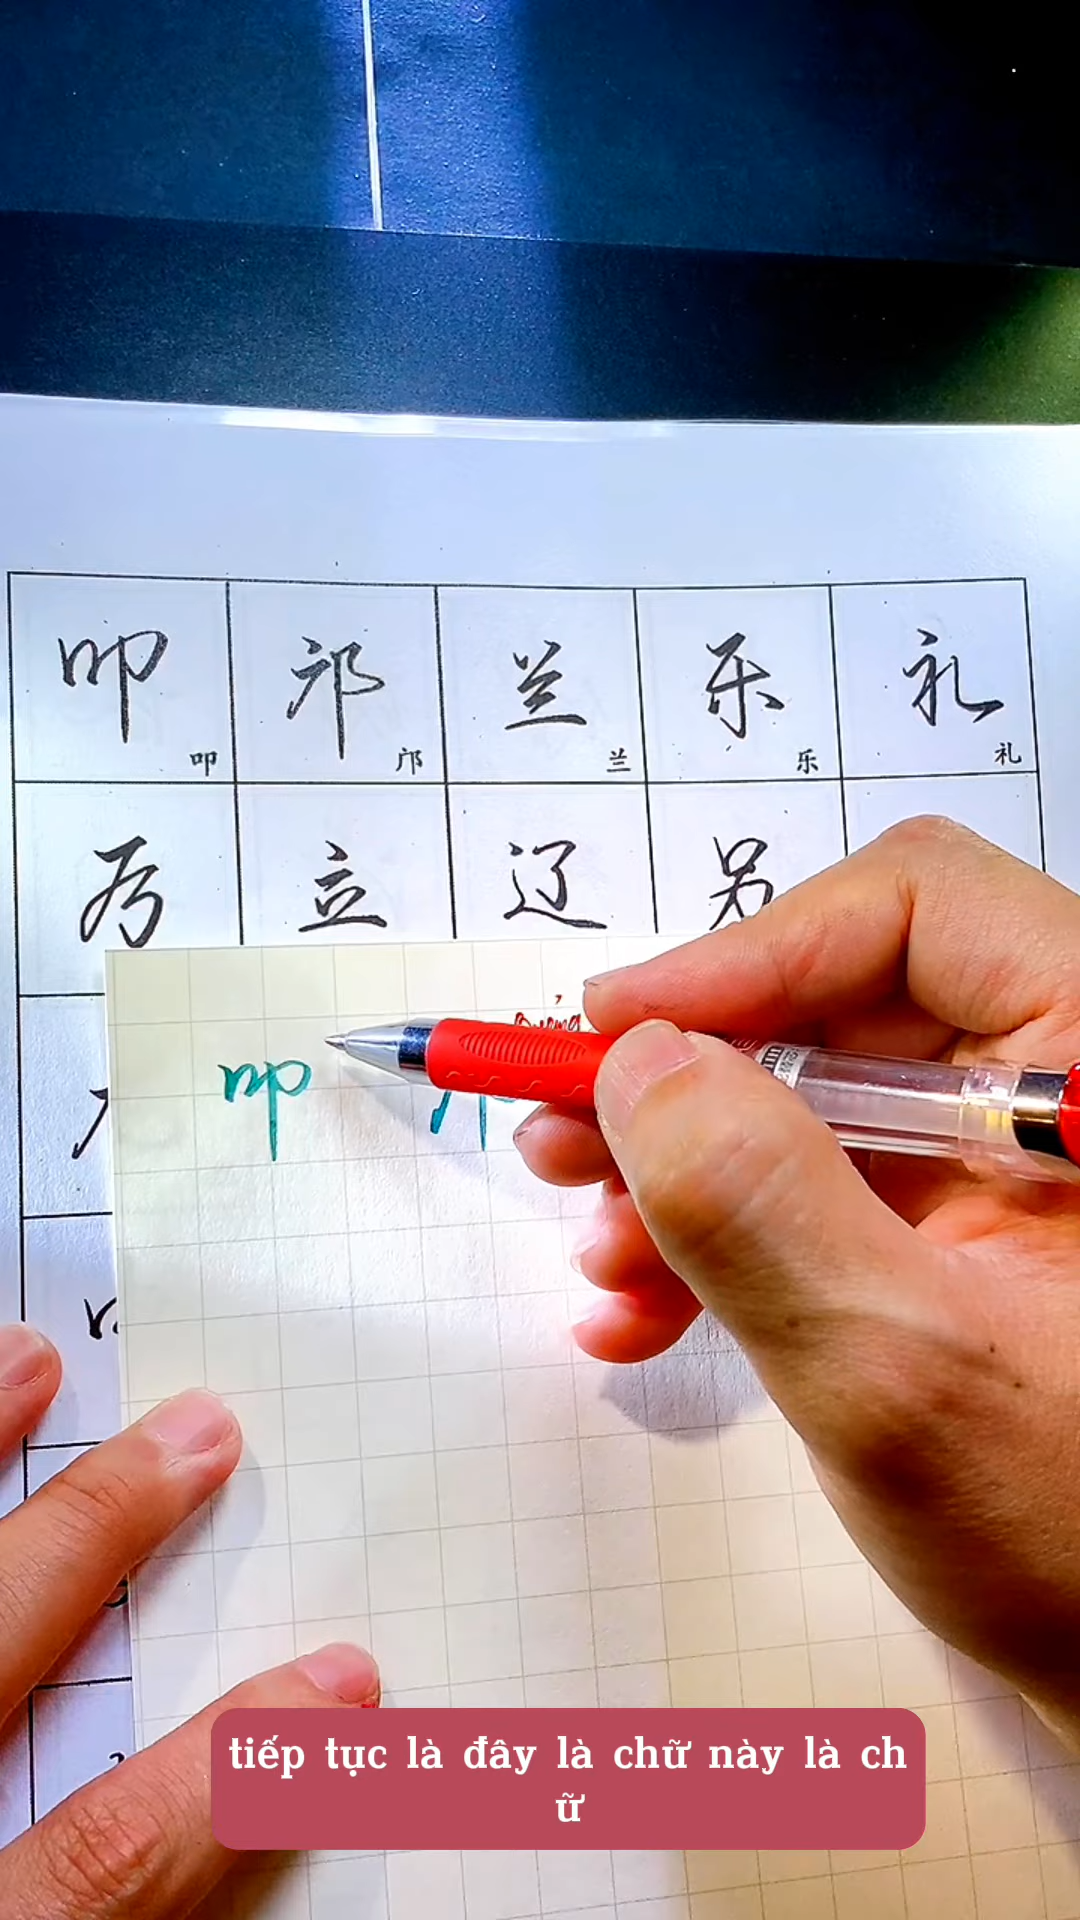 叩 邝 兰 乐 礼
叩 邝 兰 乐 礼
厉 立 辽 另
叩
tiếp tục là đây là chữ này là ch
ữ